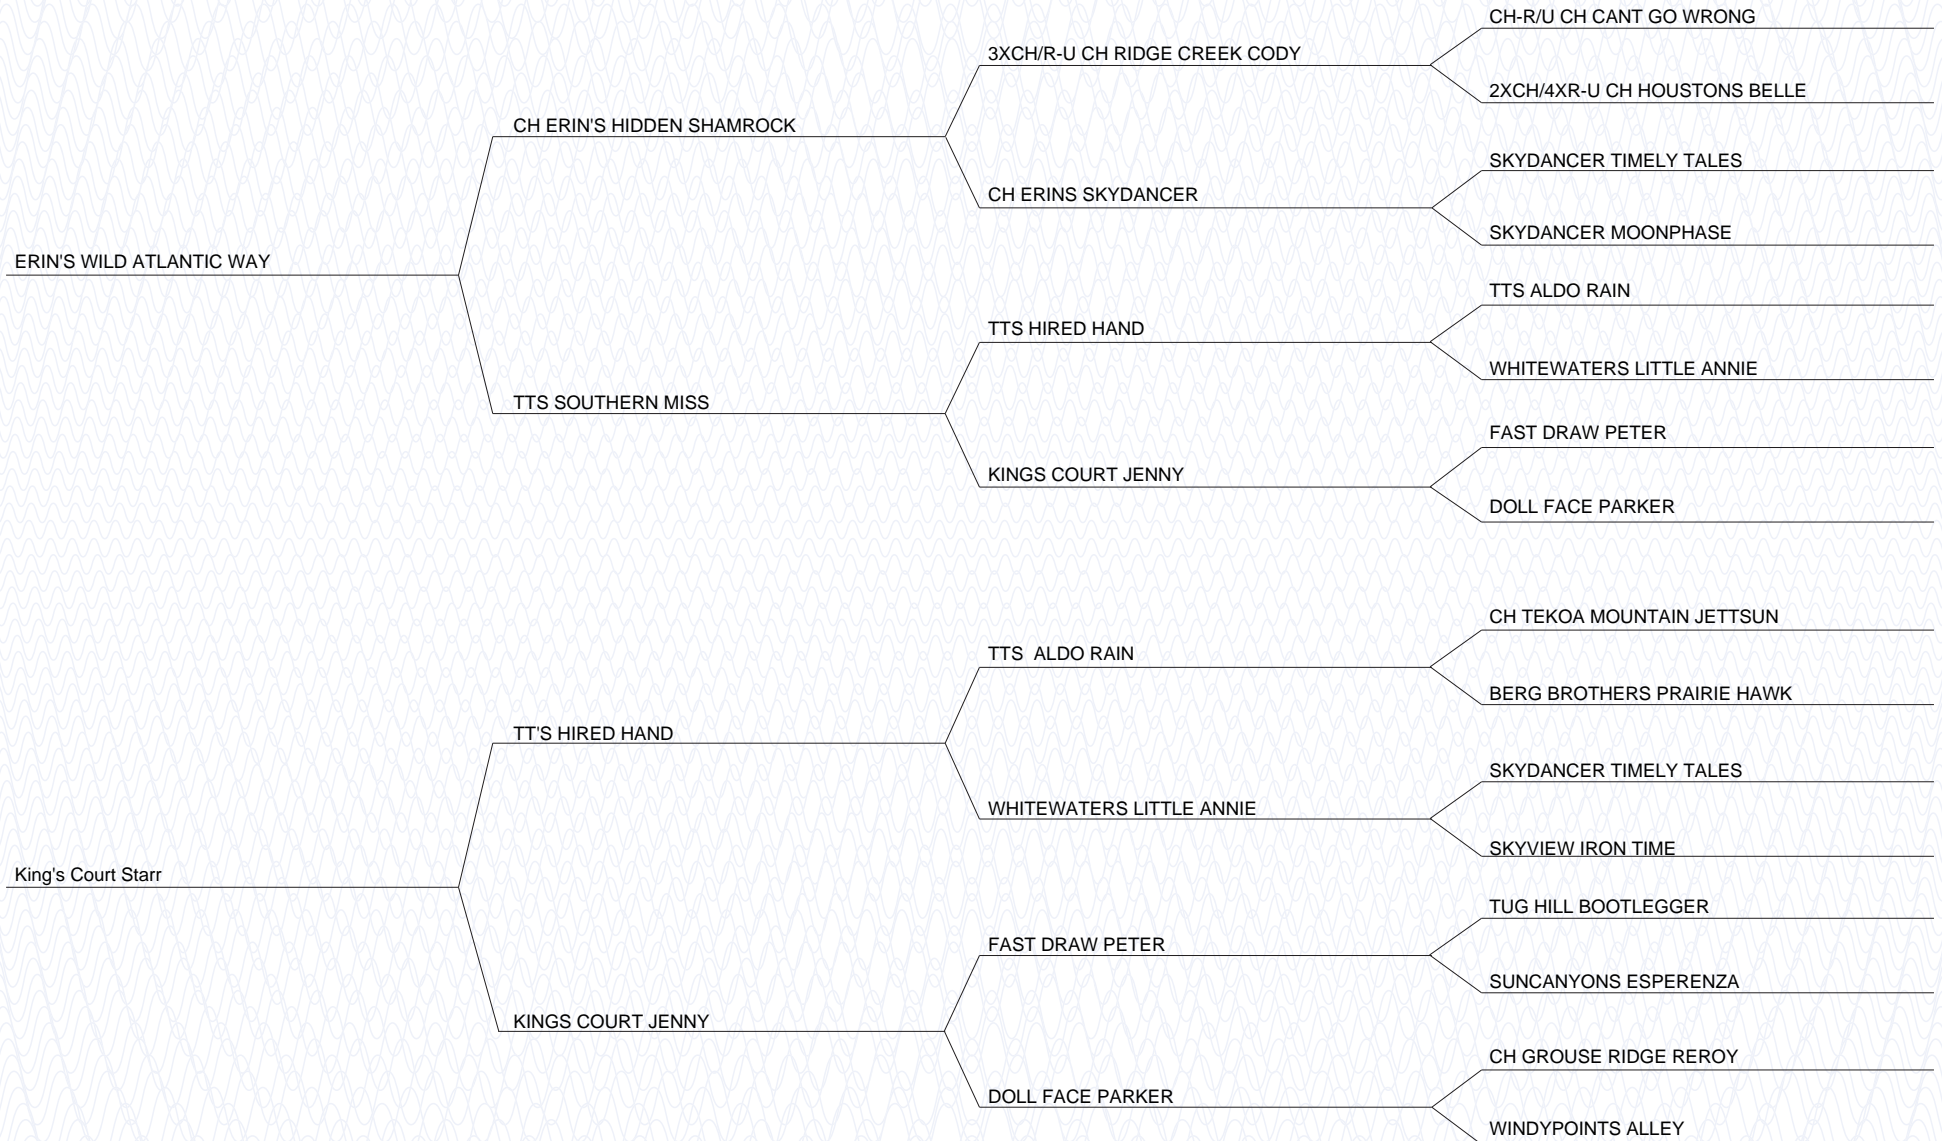 CH-R/U CH CANT GO WRONG
3XCH/R-U CH RIDGE CREEK CODY
2XCH/4XR-U CH HOUSTONS BELLE
CH ERIN'S HIDDEN SHAMROCK
SKYDANCER TIMELY TALES
CH ERINS SKYDANCER
SKYDANCER MOONPHASE
ERIN'S WILD ATLANTIC WAY
TTS ALDO RAIN
TTS HIRED HAND
WHITEWATERS LITTLE ANNIE
TTS SOUTHERN MISS
FAST DRAW PETER
KINGS COURT JENNY
DOLL FACE PARKER
CH TEKOA MOUNTAIN JETTSUN
TTS  ALDO RAIN
BERG BROTHERS PRAIRIE HAWK
TT'S HIRED HAND
SKYDANCER TIMELY TALES
WHITEWATERS LITTLE ANNIE
SKYVIEW IRON TIME
King's Court Starr
TUG HILL BOOTLEGGER
FAST DRAW PETER
SUNCANYONS ESPERENZA
KINGS COURT JENNY
CH GROUSE RIDGE REROY
DOLL FACE PARKER
WINDYPOINTS ALLEY